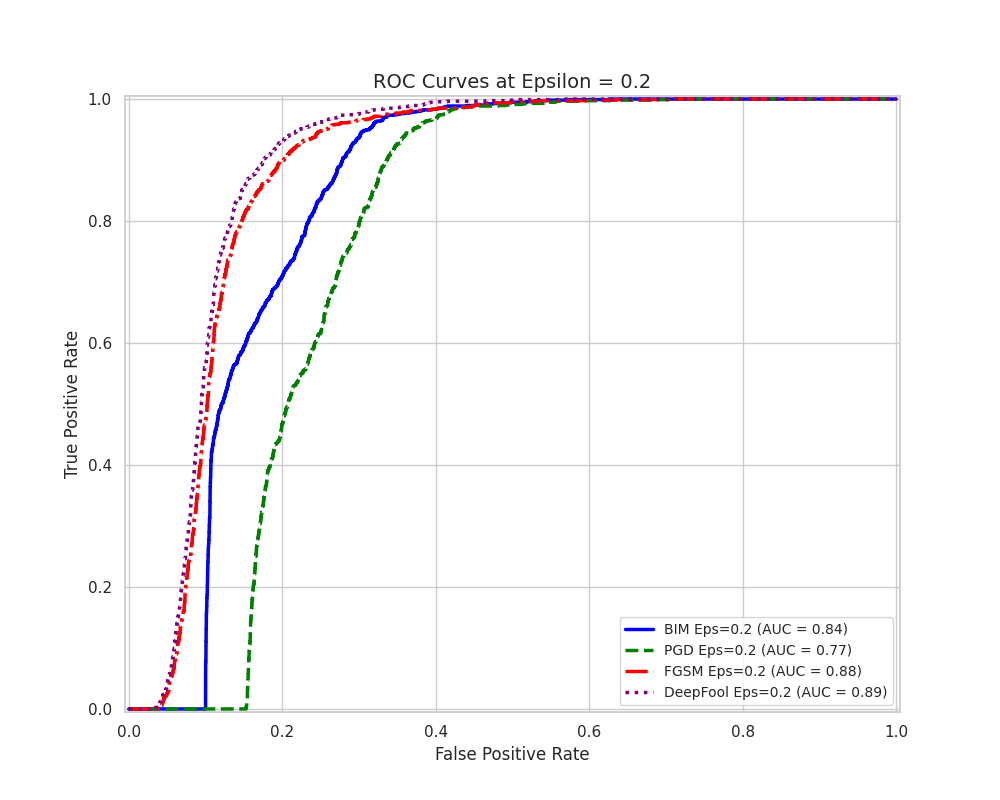 ROC Curves at Epsilon = 0.2
True Positive Rate
1.0
0.8
0.6
0.4
0.2
0.0
BIM Eps=0.2 (AUC = 0.84)
PGD Eps=0.2 (AUC = 0.77)
FGSM Eps=0.2 (AUC = 0.88)
DeepFool Eps=0.2 (AUC = 0.89)
0.0 0.2 0.4 0.6 0.8 1.0
False Positive Rate